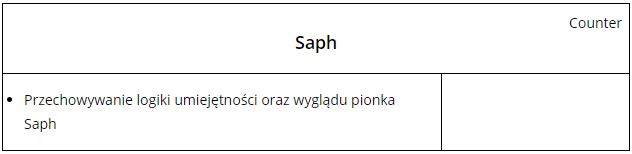 Counter
Saph
• Przechowywanie logiki umiejętności oraz wyglądu pionka
Saph